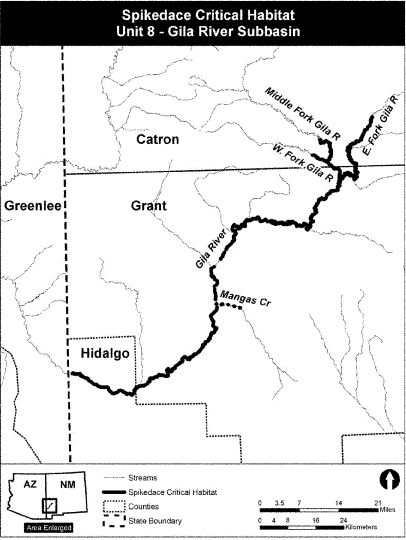 Spikedace Critical Habitat
Unit 8 - Gila River Subbasin
Middle Fork Gila R
E. Fork Gila R
Catron
W. Fork Gila R
Greenlee
Grant
Gila River
Mangas Cr
Hidalgo
AZ
NM
Area Enlarged
Streams
Spikedace Critical Habitat
Counties
State Boundary
0 3.5 7 14 21
Miles
0 4 8 16 24
Kilometers